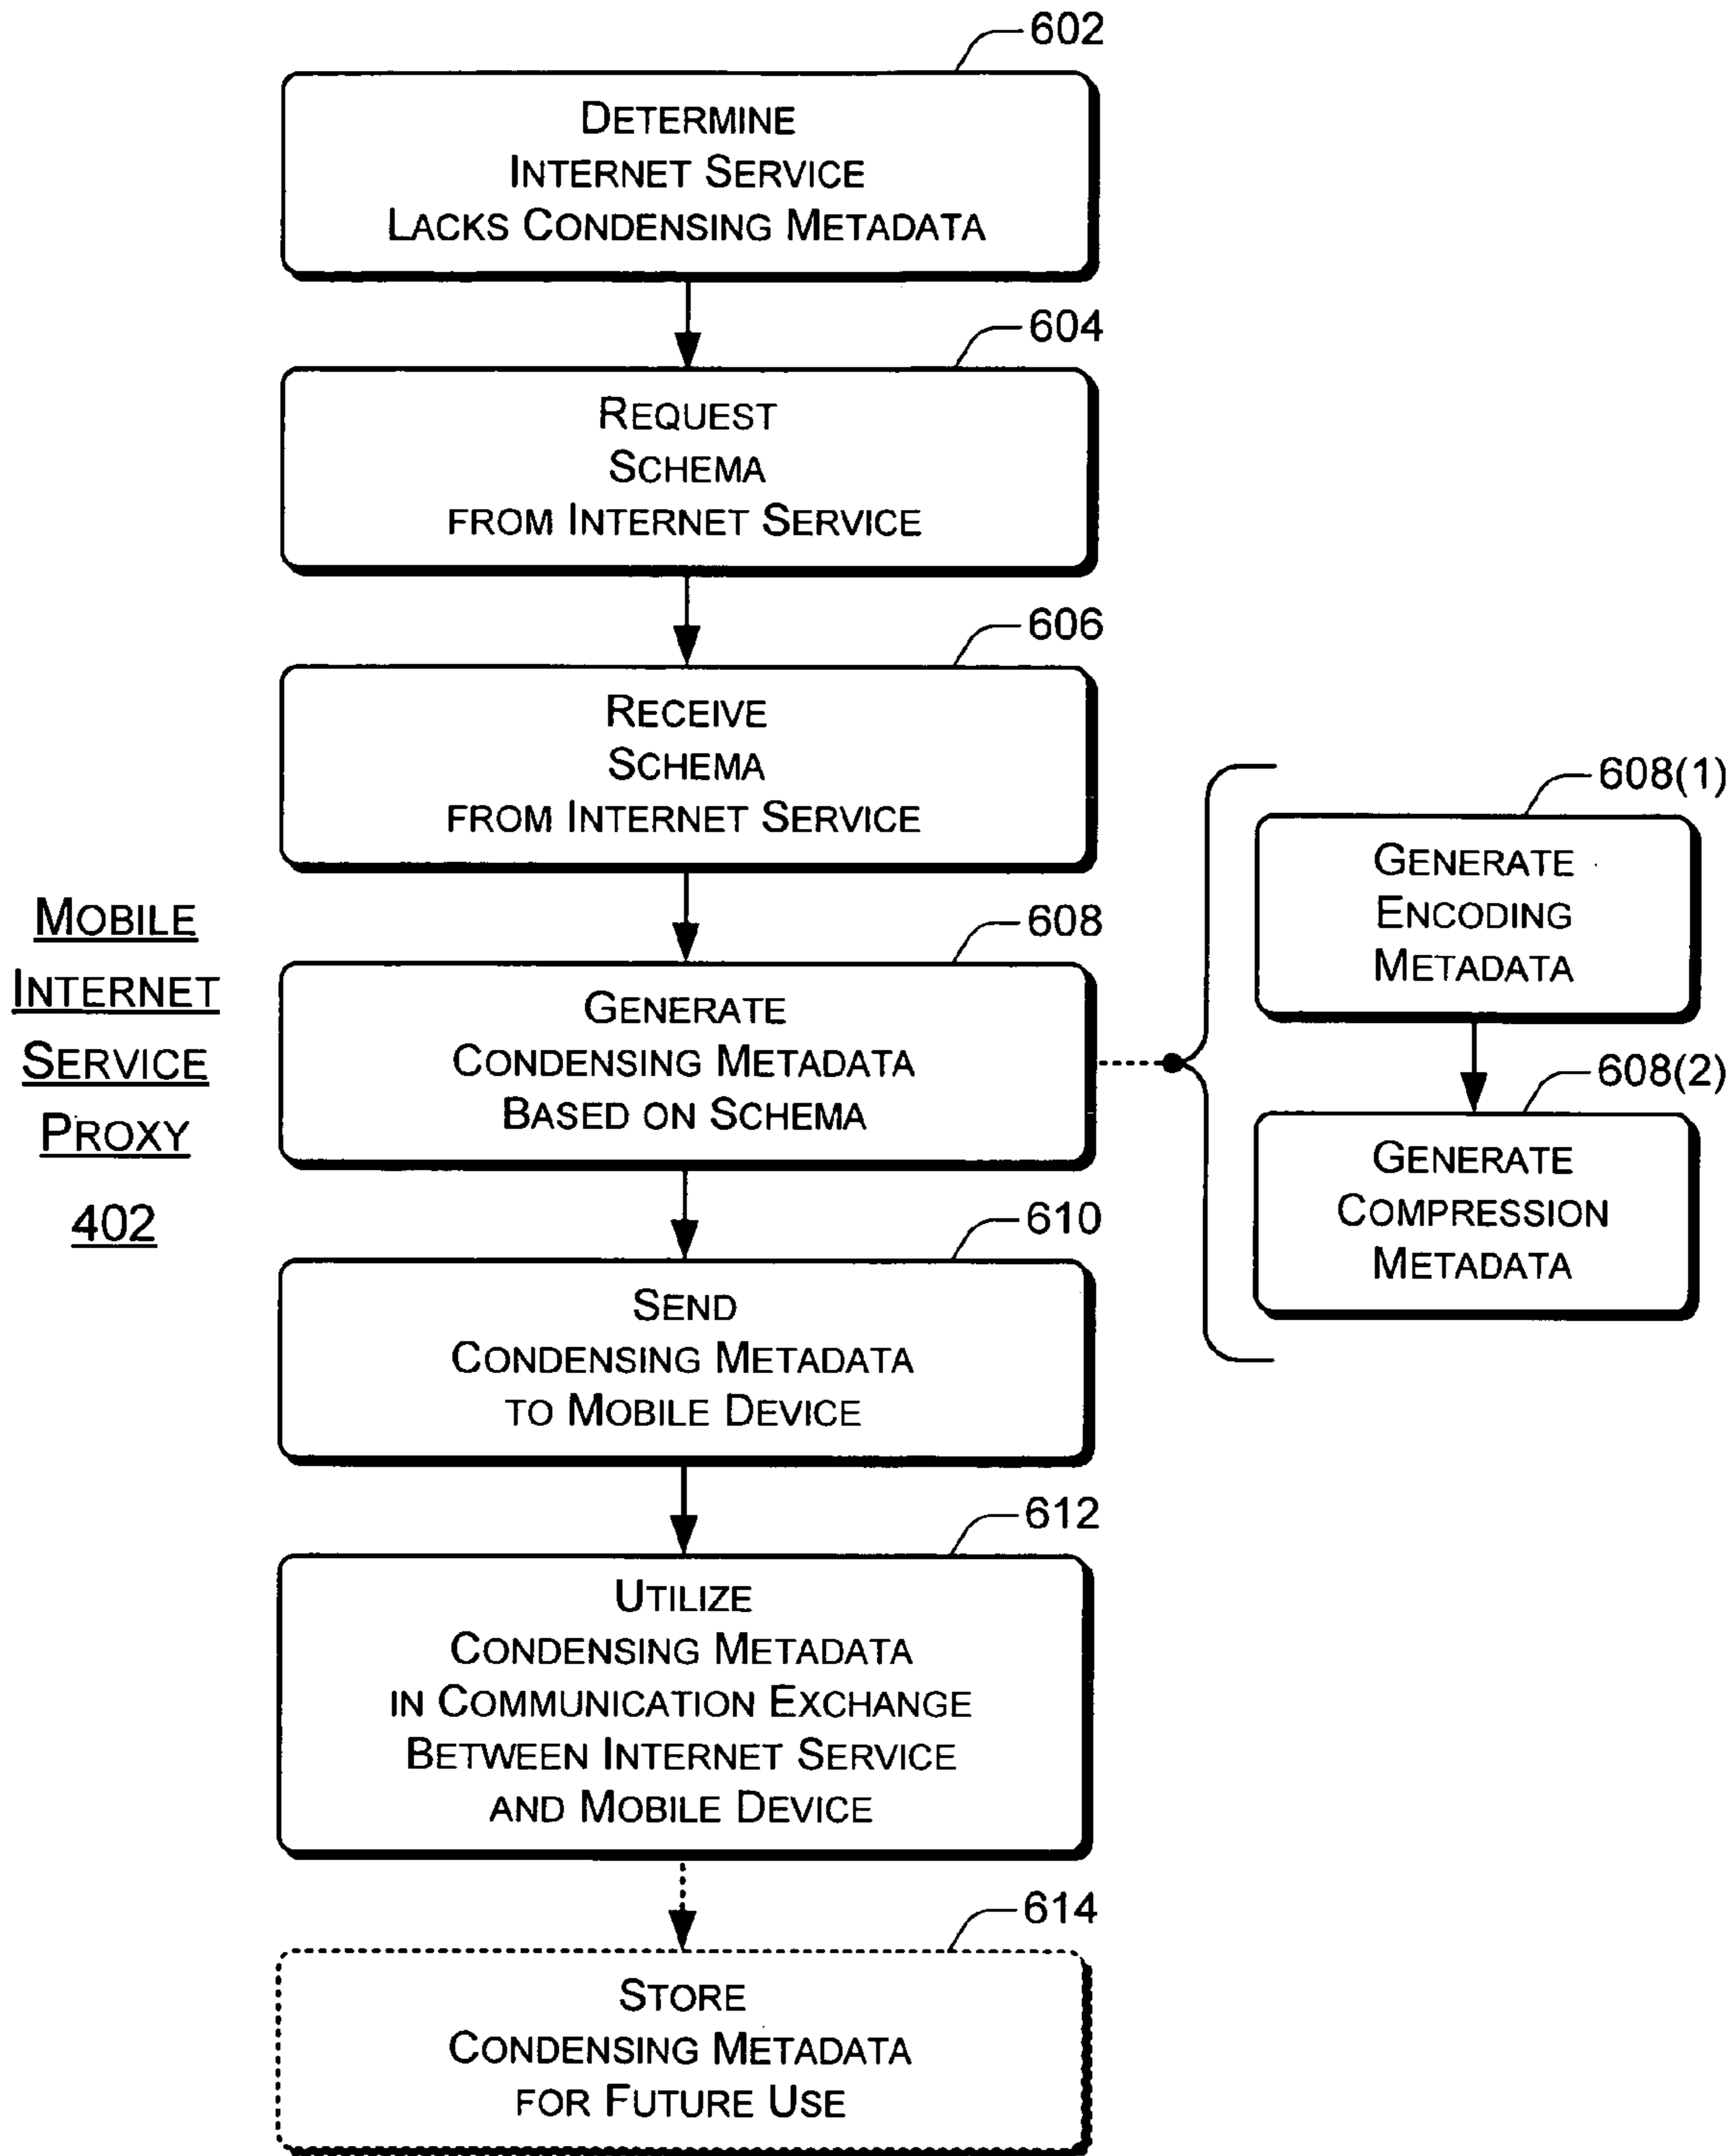 602
DETERMINE
INTERNET SERVICE
LACKS CONDENSING METADATA
604
REQUEST
SCHEMA
FROM INTERNET SERVICE
606
RECEIVE
SCHEMA
FROM INTERNET SERVICE
MOBILE
INTERNET
SERVICE
PROXY
402
608
GENERATE
CONDENSING METADATA
BASED ON SCHEMA
608(1)
GENERATE
ENCODING
METADATA
608(2)
GENERATE
COMPRESSION
METADATA
610
SEND
CONDENSING METADATA
TO MOBILE DEVICE
612
UTILIZE
CONDENSING METADATA
IN COMMUNICATION EXCHANGE
BETWEEN INTERNET SERVICE
AND MOBILE DEVICE
614
STORE
CONDENSING METADATA
FOR FUTURE USE